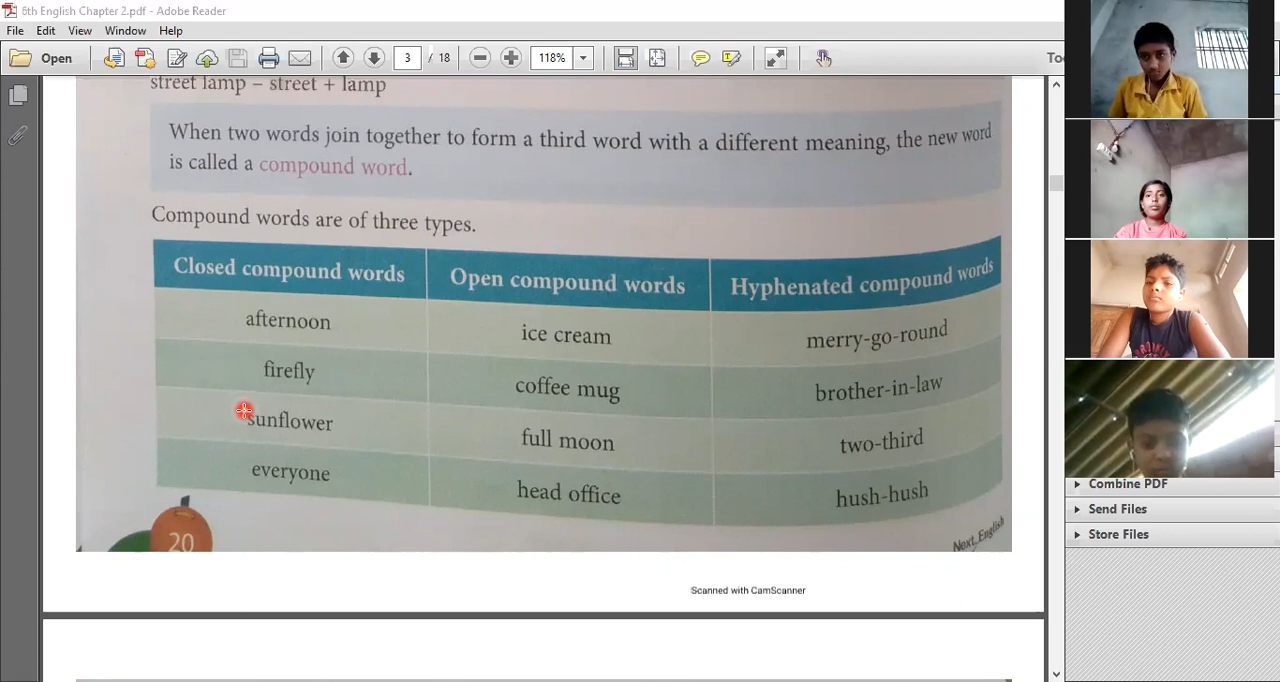 6th English Chapter 2.pdf - Adobe Reader
File Edit View Window Help
Open 3 / 18 118%
street lamp – street + lamp
When two words join together to form a third word with a different meaning, the new word
is called a compound word.
Compound words are of three types.
Closed compound words Open compound words Hyphenated compound words
afternoon ice cream merry-go-round
firefly coffee mug brother-in-law
sunflower full moon two-third
everyone head office hush-hush
20
Next English
Scanned with CamScanner
Combine PDF
Send Files
Store Files